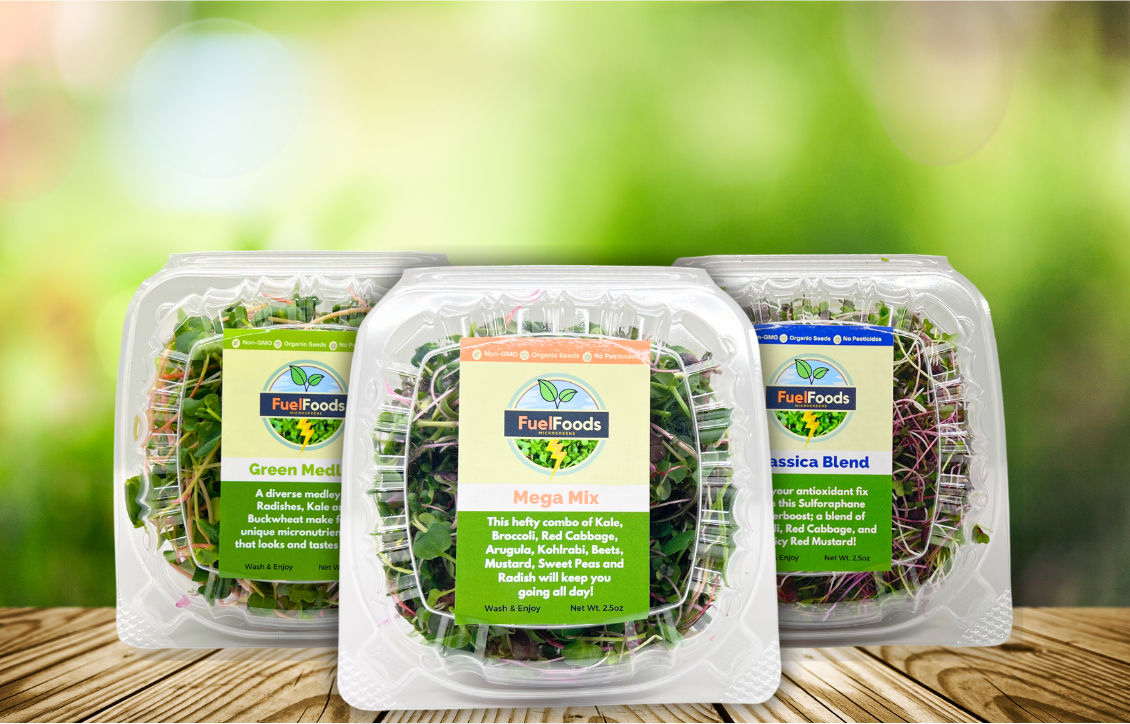 Non-GMO Organic Seeds No P
FuelFoods
MICROGREENS
Green Medl
A diverse medley
Radishes, Kale a
Buckwheat make
unique micronutrien
that looks and tastes
Wash & Enjoy Net W
Non-GMO Organic Seeds No Pesticides
FuelFoods
MICROGREENS
Mega Mix
This hefty combo of Kale,
Broccoli, Red Cabbage,
Arugula, Kohlrabi, Beets,
Mustard, Sweet Peas and
Radish will keep you
going all day!
Wash & Enjoy Net Wt. 2.5oz
n-GMO Organic Seeds No Pesticides
FuelFoods
MICROGREENS
assica Blend
your antioxidant fix
this Sulforaphane
erboost; a blend of
li, Red Cabbage, and
icy Red Mustard!
Enjoy Net Wt. 2.5oz